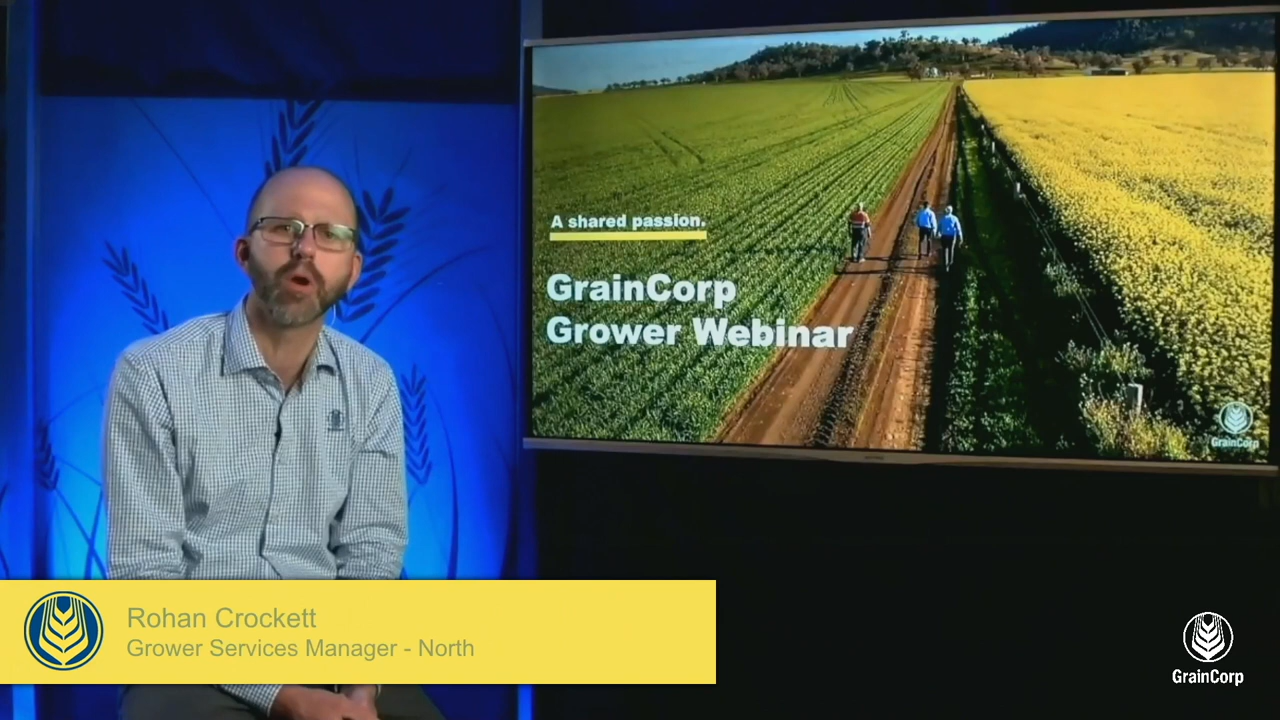 A shared passion.
GrainCorp
Grower Webinar
GrainCorp
Rohan Crockett
Grower Services Manager - North
GrainCorp